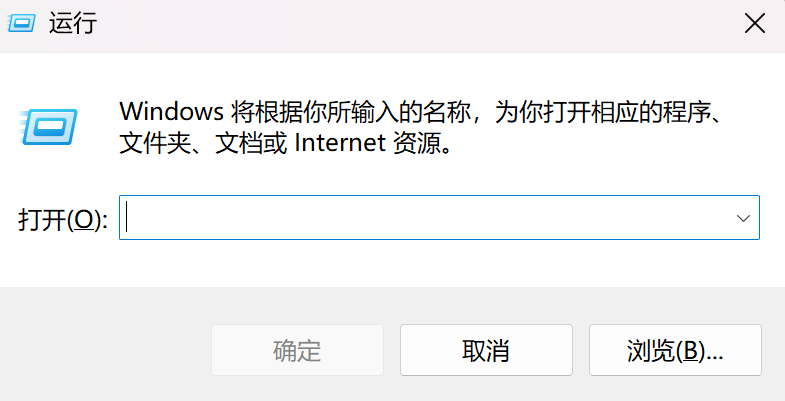 运行
Windows 将根据你所输入的名称，为你打开相应的程序、
文件夹、文档或 Internet 资源。
打开(O):
确定
取消
浏览(B)...